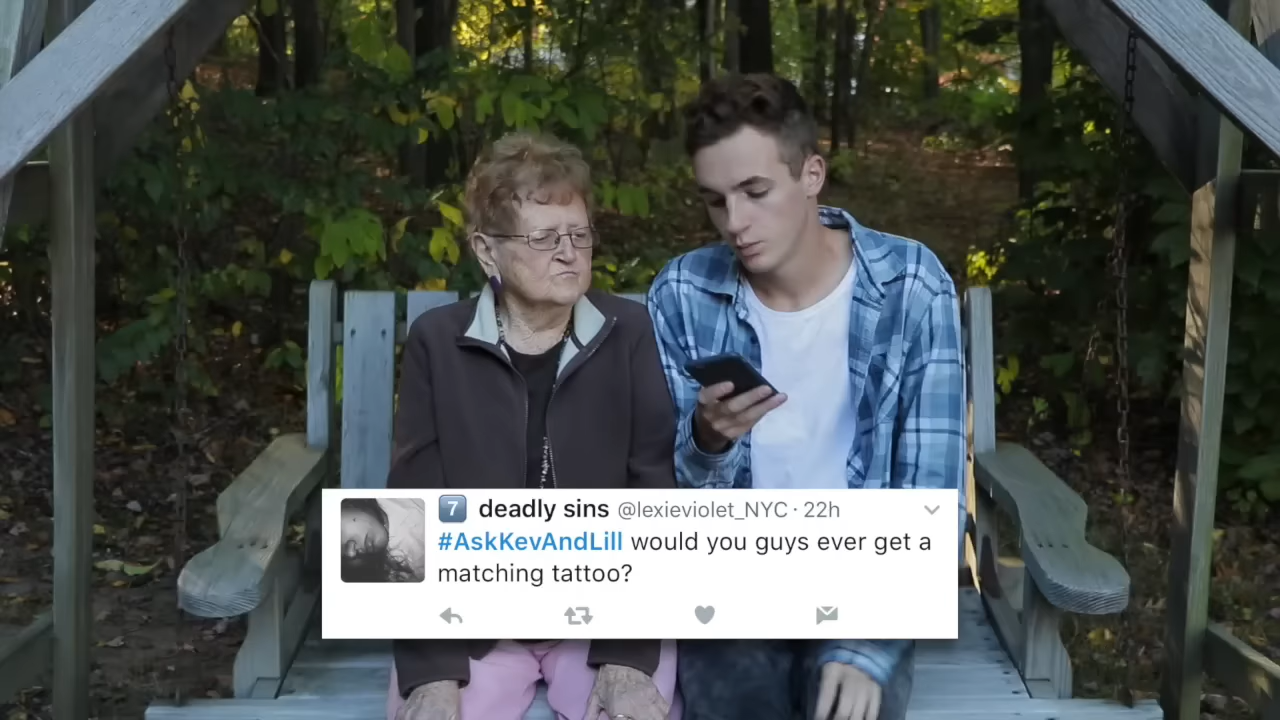 7 deadly sins @lexieviolet_NYC · 22h
#AskKevAndLill would you guys ever get a
matching tattoo?